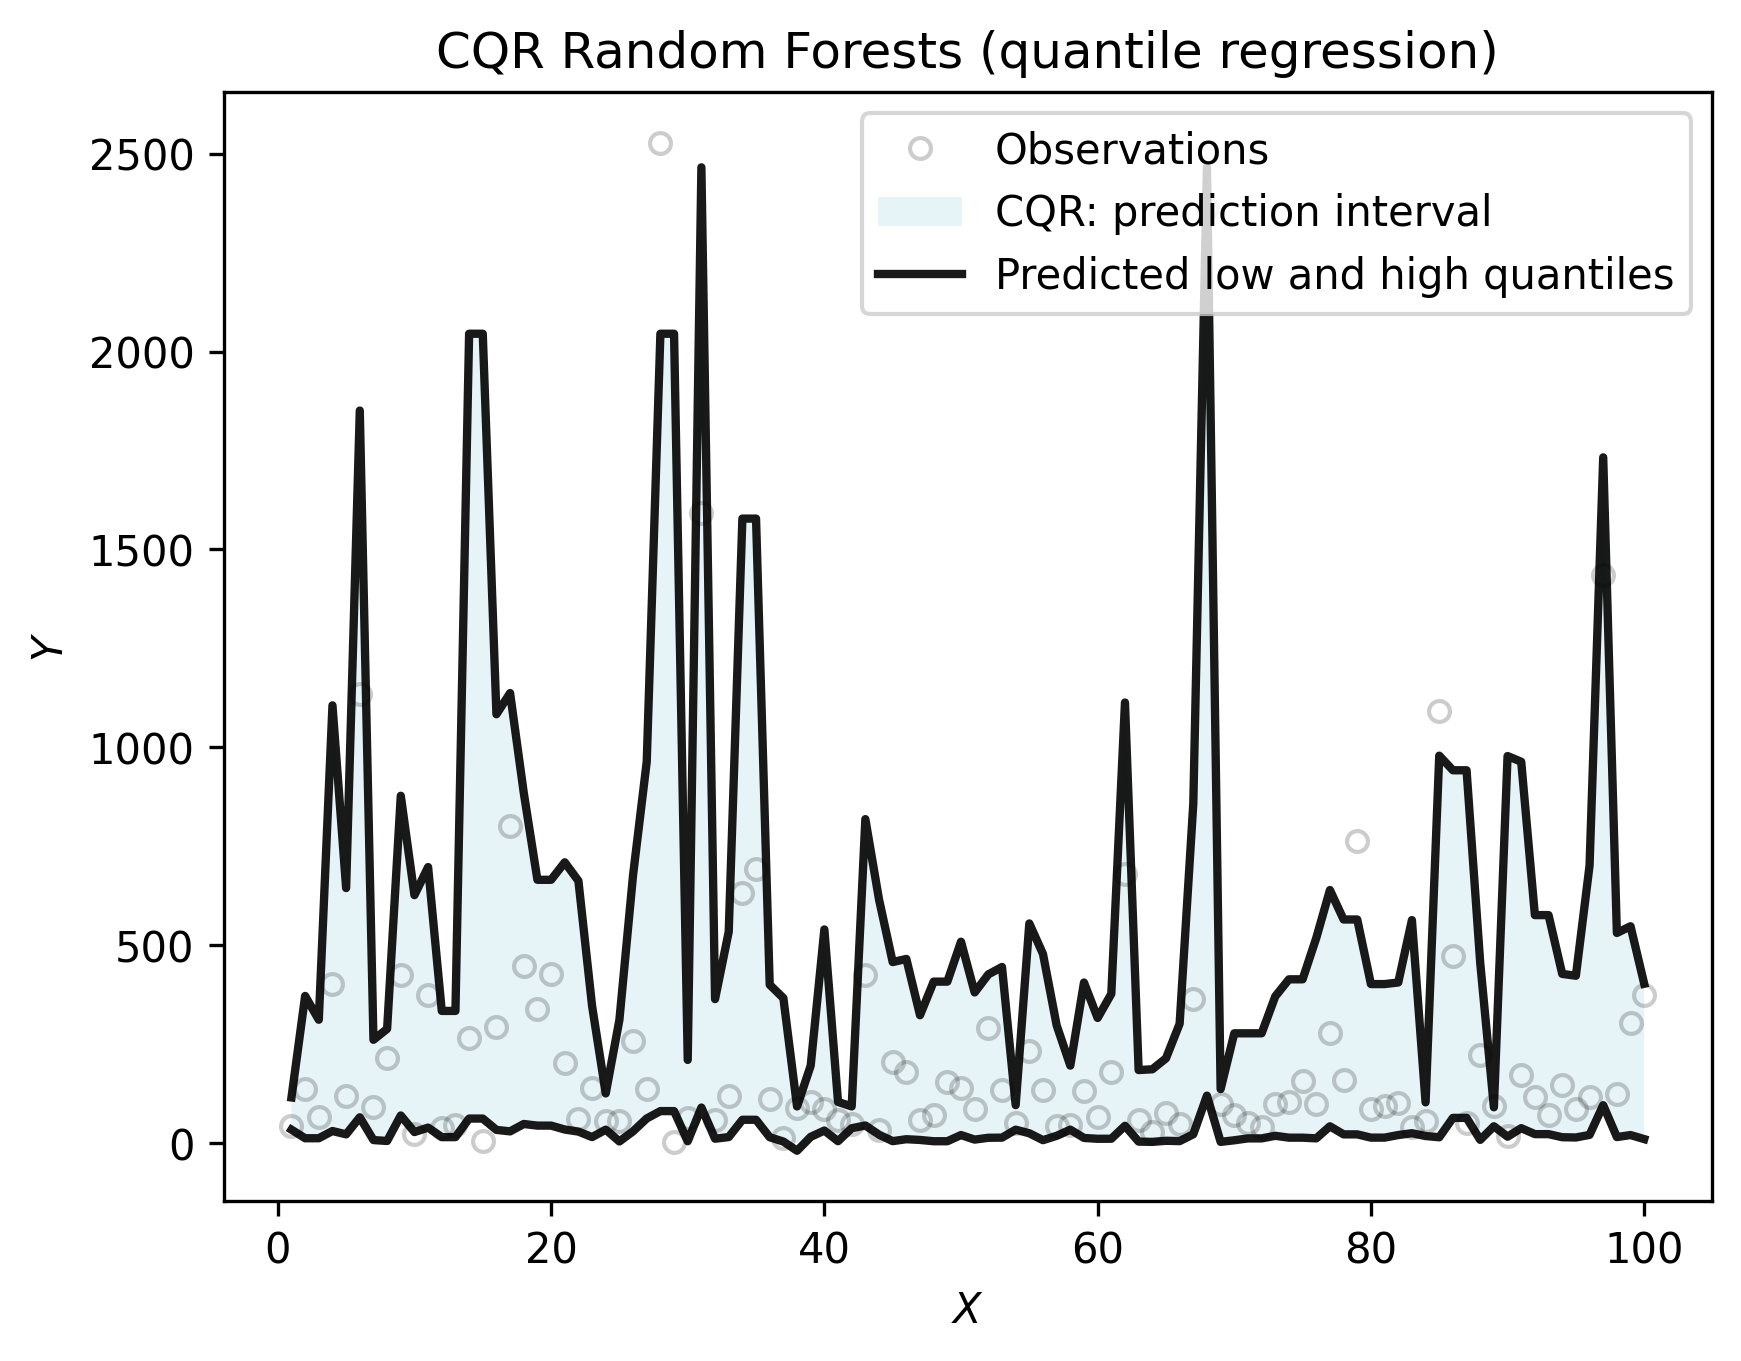 CQR Random Forests (quantile regression)
Observations
CQR: prediction interval
Predicted low and high quantiles
2500
2000
1500
1000
500
0
Y
0 20 40 60 80 100
X